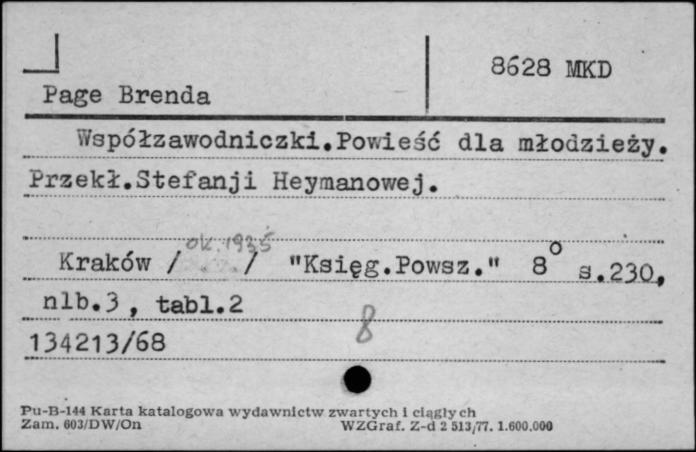 8628 MKD
Page Brenda
Współzawodniczki.Powieść dla młodzieży.
Przekł.Stefanji Heymanowej.
ok. 1935
Kraków / / "Księg.Powsz." 8° s.230,
nlb.3, tabl.2
8
134213/68
Pu-B-144 Karta katalogowa wydawnictw zwartych i ciągłych
Zam. 603/DW/On WZGraf. Z-d 2 513/77. 1.600.000